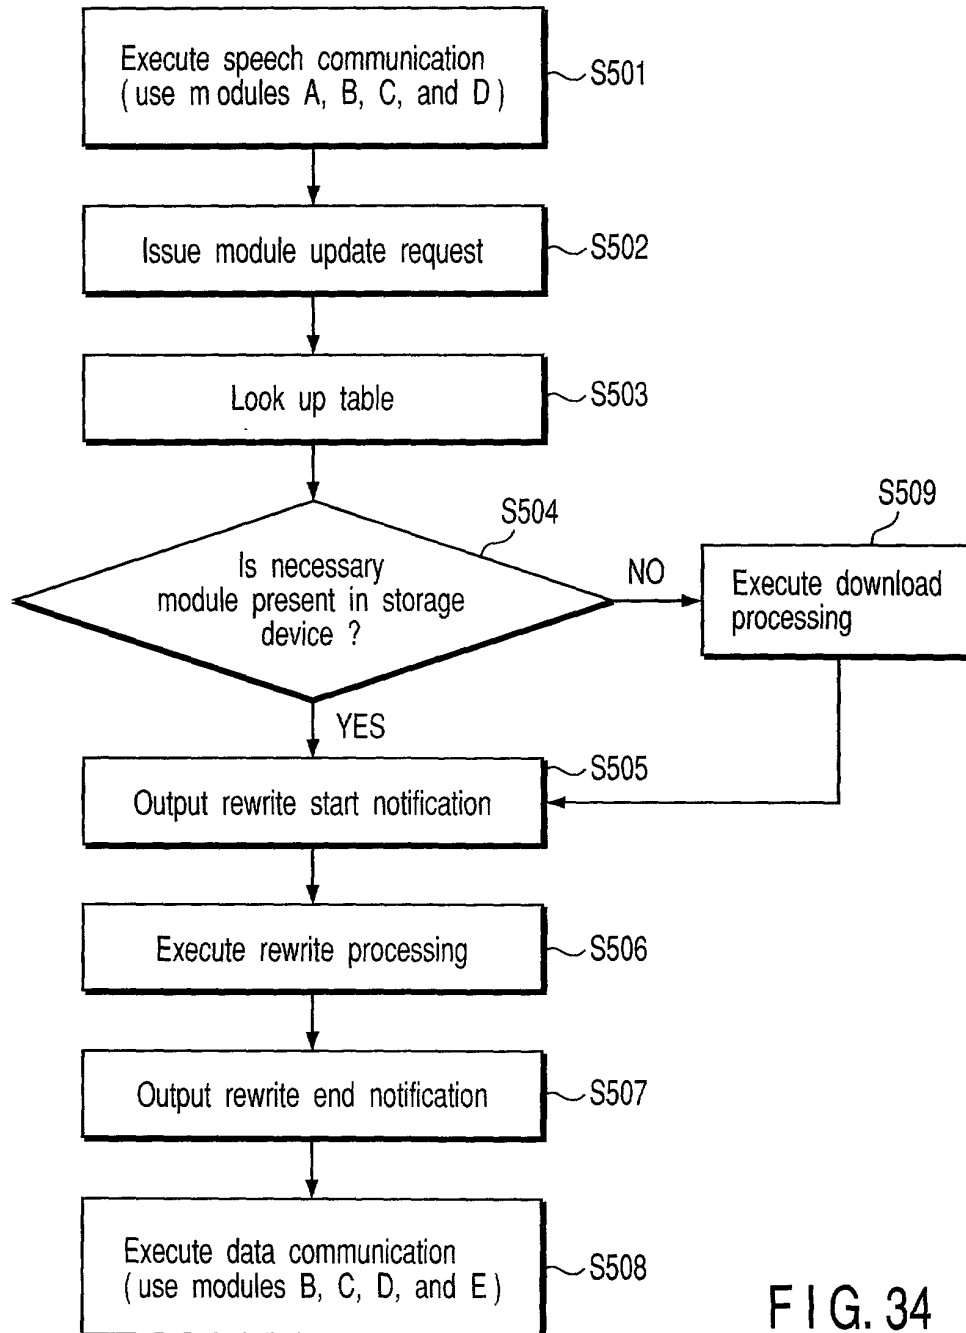 Execute speech communication
(use modules A, B, C, and D)
S501
Issue module update request
S502
Look up table
S503
S504
Is necessary
module present in storage
device ?
NO
S509
Execute download
processing
YES
S505
Output rewrite start notification
Execute rewrite processing
S506
Output rewrite end notification
S507
Execute data communication
(use modules B, C, D, and E)
S508
FIG. 34